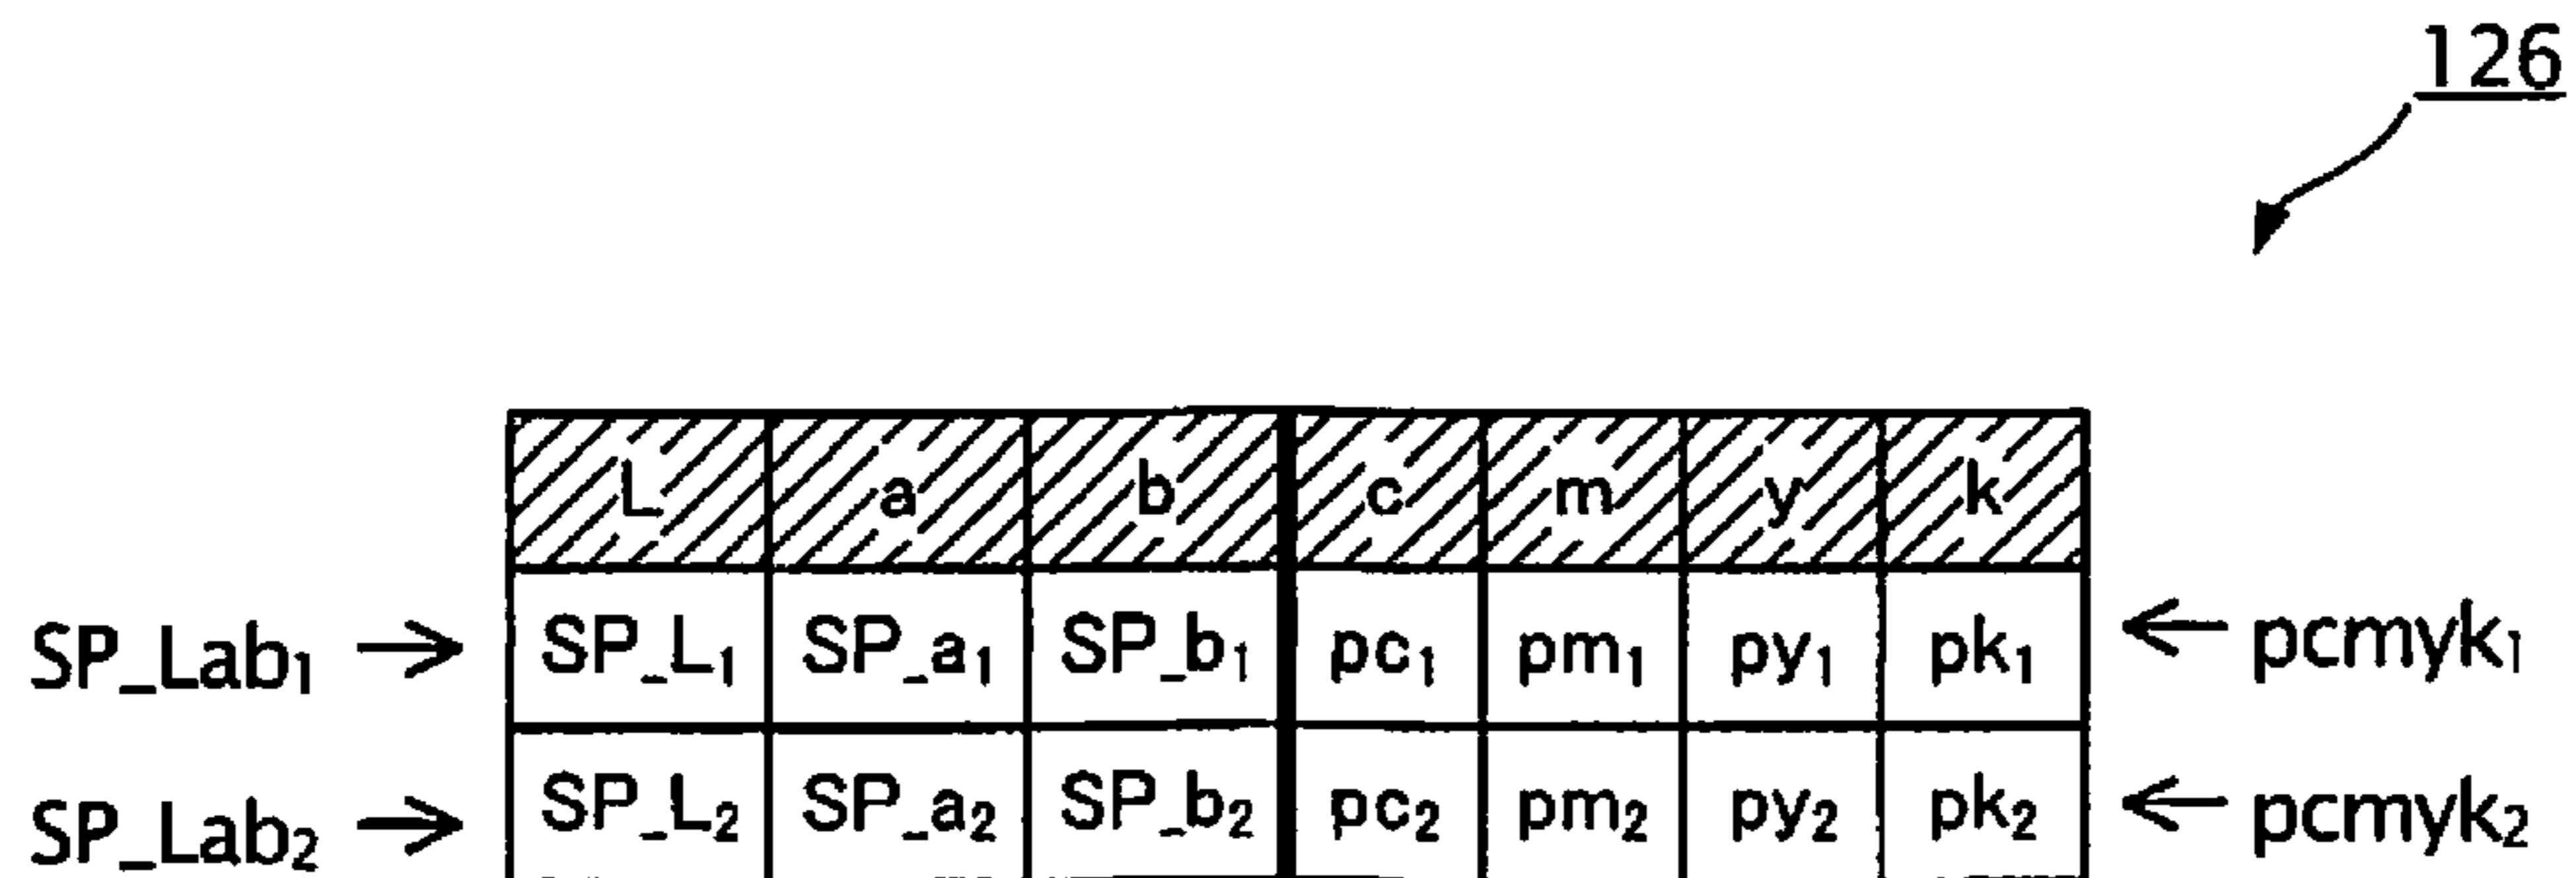 126
L a b c m y k
SP_Lab₁ → SP_L₁ SP_a₁ SP_b₁ pc₁ pm₁ py₁ pk₁ ← pcmyk₁
SP_Lab₂ → SP_L₂ SP_a₂ SP_b₂ pc₂ pm₂ py₂ pk₂ ← pcmyk₂